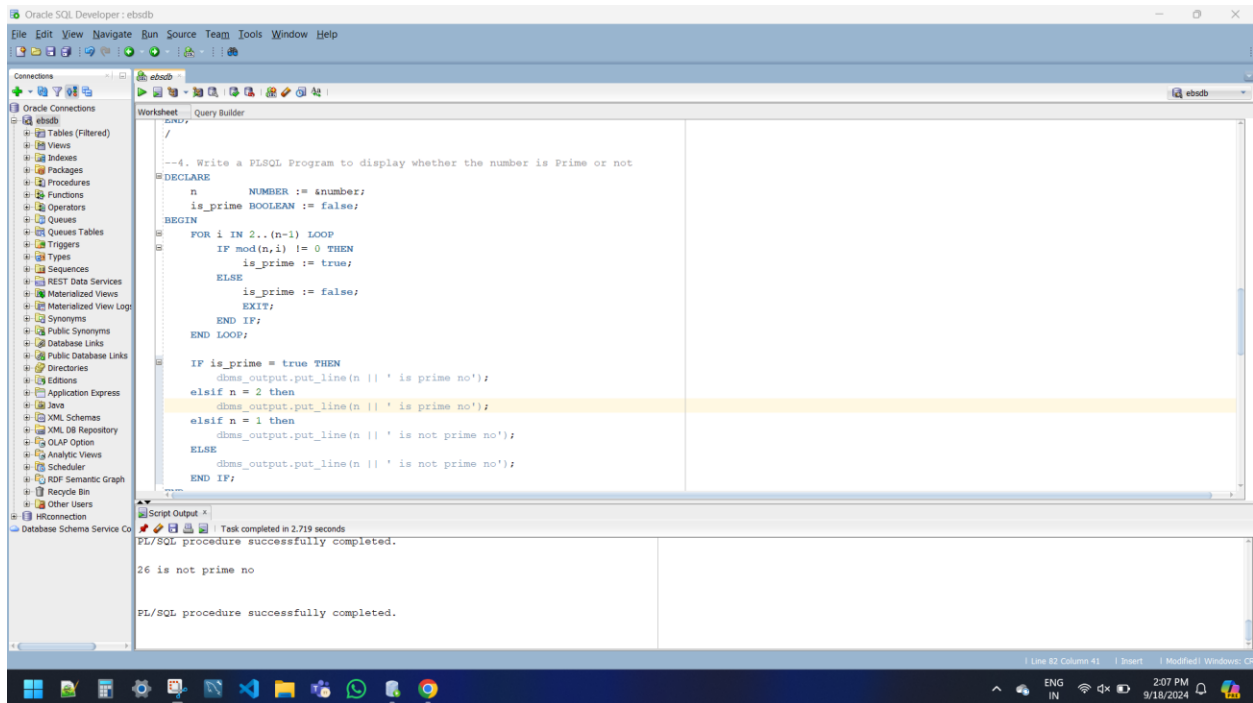 Oracle SQL Developer : ebsdb
File Edit View Navigate Run Source Team Tools Window Help
Connections
ebsdb
ebsdb
Oracle Connections
ebsdb
Tables (Filtered)
Views
Indexes
Packages
Procedures
Functions
Operators
Queues
Queues Tables
Triggers
Types
Sequences
REST Data Services
Materialized Views
Materialized View Logs
Synonyms
Public Synonyms
Database Links
Public Database Links
Directories
Editions
Application Express
Java
XML Schemas
XML DB Repository
OLAP Option
Analytic Views
Scheduler
RDF Semantic Graph
Recycle Bin
Other Users
HRconnection
Database Schema Service Co
Worksheet Query Builder
END;
/
--4. Write a PLSQL Program to display whether the number is Prime or not
DECLARE
n NUMBER := &number;
is_prime BOOLEAN := false;
BEGIN
FOR i IN 2..(n-1) LOOP
IF mod(n,i) != 0 THEN
is_prime := true;
ELSE
is_prime := false;
EXIT;
END IF;
END LOOP;
IF is_prime = true THEN
dbms_output.put_line(n || ' is prime no');
elsif n = 2 then
dbms_output.put_line(n || ' is prime no');
elsif n = 1 then
dbms_output.put_line(n || ' is not prime no');
ELSE
dbms_output.put_line(n || ' is not prime no');
END IF;
Script Output
Task completed in 2.719 seconds
PL/SQL procedure successfully completed.
26 is not prime no
PL/SQL procedure successfully completed.
Line 82 Column 41 Insert Modified Windows: CR
ENG
IN
2:07 PM
9/18/2024